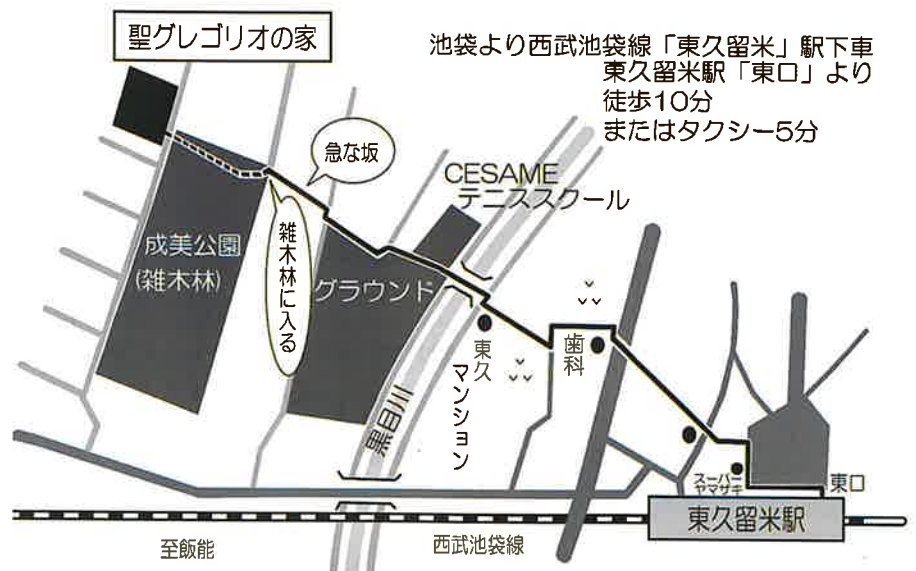 聖グレゴリオの家
池袋より西武池袋線「東久留米」駅下車
東久留米駅「東口」より
徒歩10分
またはタクシー5分
急な坂
CESAME
テニススクール
成美公園
(雑木林)
雑木林に入る
グラウンド
東久
マンション
歯科
黒目川
スーパー
ヤマザキ
東口
東久留米駅
至飯能
西武池袋線